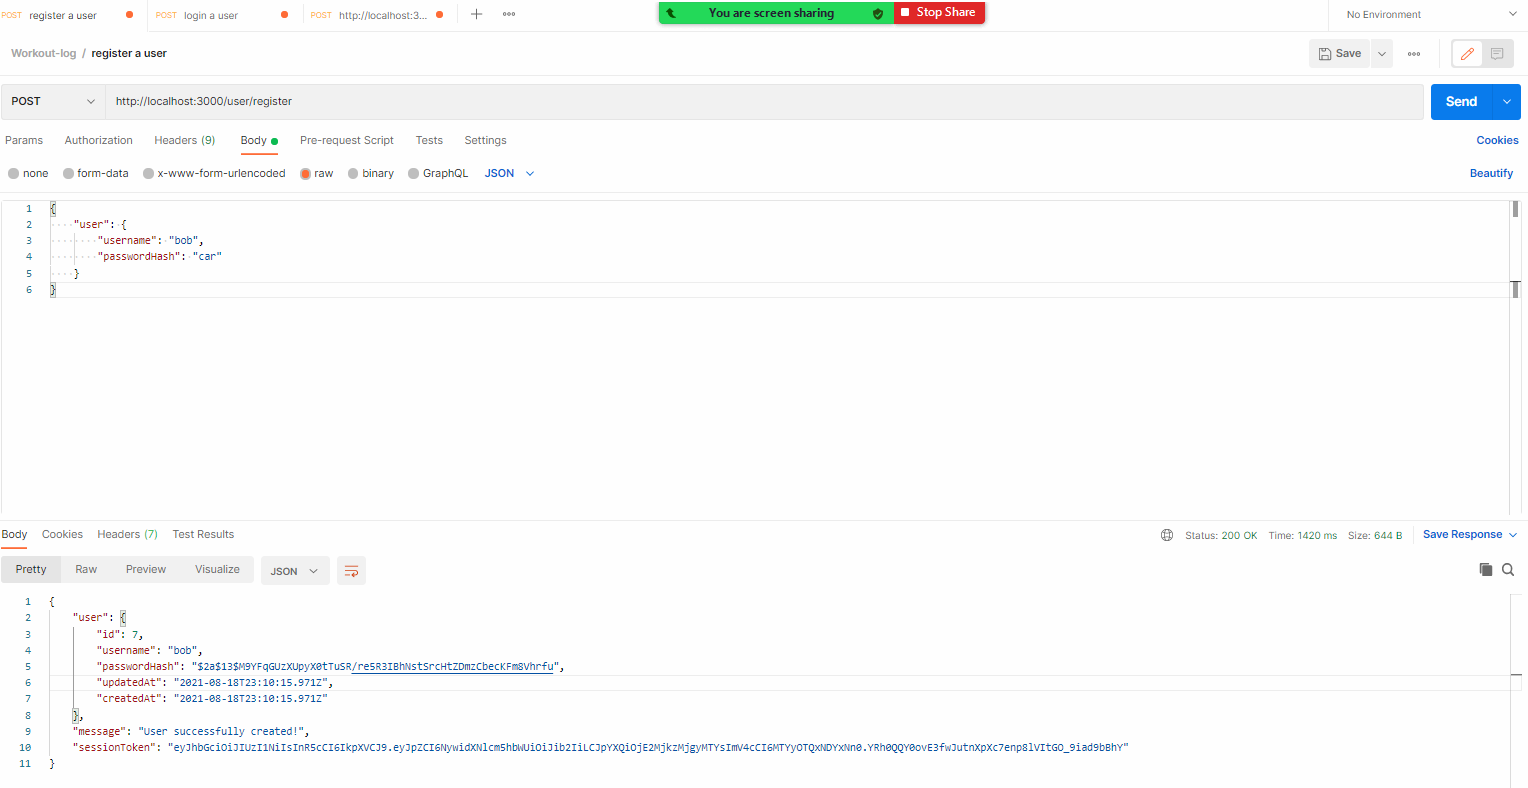 POST register a user POST login a user POST http://localhost:3... You are screen sharing Stop Share No Environment
Workout-log / register a user Save
POST http://localhost:3000/user/register Send
Params Authorization Headers (9) Body Pre-request Script Tests Settings Cookies
none form-data x-www-form-urlencoded raw binary GraphQL JSON Beautify
1 {
2 "user": {
3 "username": "bob",
4 "passwordHash": "car"
5 }
6 }
Body Cookies Headers (7) Test Results Status: 200 OK Time: 1420 ms Size: 644 B Save Response
Pretty Raw Preview Visualize JSON
1 {
2 "user": {
3 "id": 7,
4 "username": "bob",
5 "passwordHash": "$2a$13$M9YFqGUzXUpyX0tTuSR/re5R3IBhNstSrcHtZDmzCbecKFm8Vhrfu",
6 "updatedAt": "2021-08-18T23:10:15.971Z",
7 "createdAt": "2021-08-18T23:10:15.971Z"
8 },
9 "message": "User successfully created!",
10 "sessionToken": "eyJhbGciOiJIUzI1NiIsInR5cCI6IkpXVCJ9.eyJpZCI6NywidXNlcm5hbWUiOiJib2IiLCJpYXQiOjE2MjkzMjgyMTYsImV4cCI6MTYyOTQxNDYxNn0.YRh0QQY0ovE3fwJutnXpXc7enp8lVItGO_9iad9bBhY"
11 }